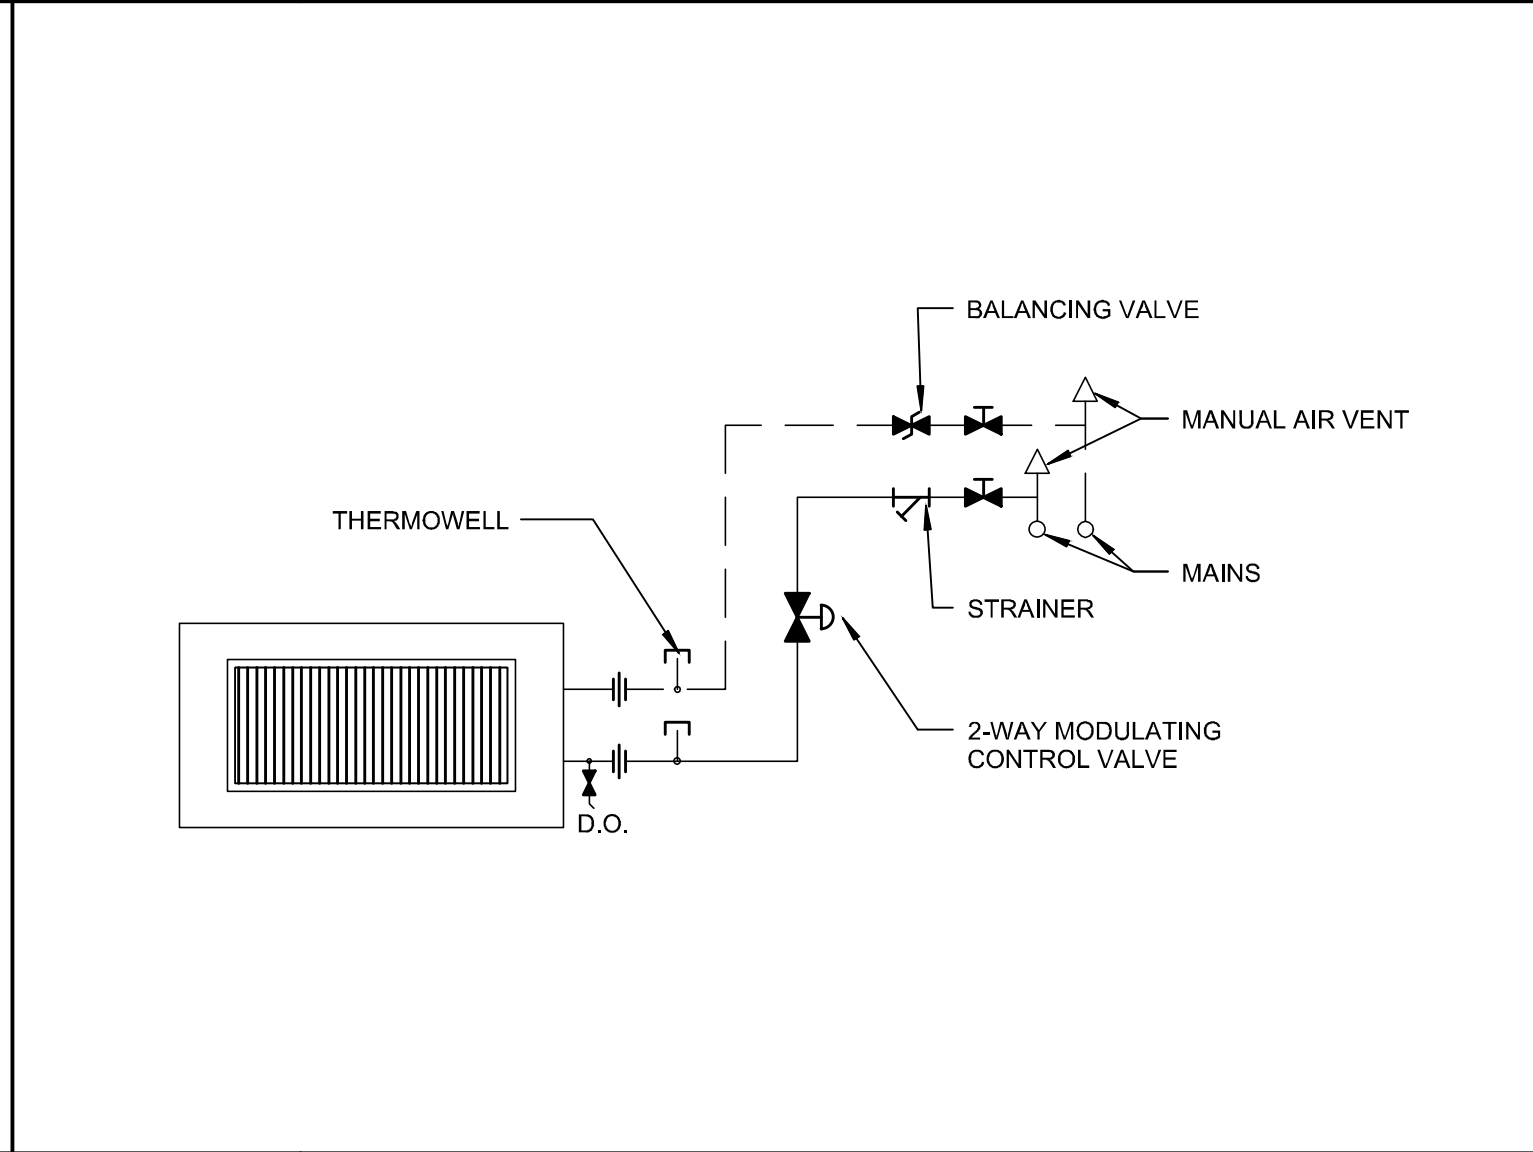 BALANCING VALVE
MANUAL AIR VENT
THERMOWELL
MAINS
STRAINER
2-WAY MODULATING
CONTROL VALVE
D.O.